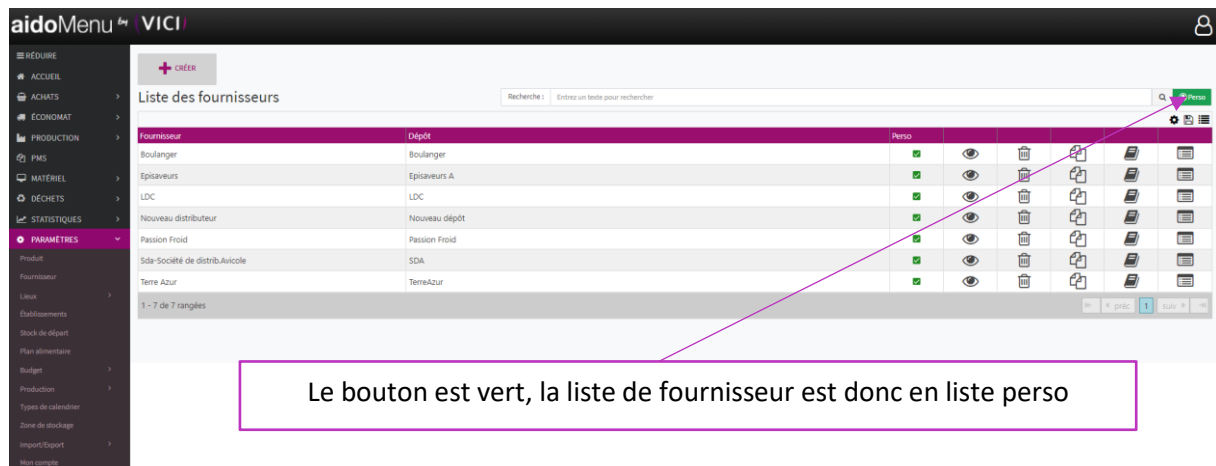 aidoMenu by (VICI)
RÉDUIRE
ACCUEIL
ACHATS
ÉCONOMAT
PRODUCTION
PMS
MATÉRIEL
DÉCHETS
STATISTIQUES
PARAMÈTRES
Produit
Fournisseur
Lieux
Établissements
Stock de départ
Plan alimentaire
Budget
Production
Types de calendrier
Zone de stockage
Import/Export
Mon compte
CRÉER
Liste des fournisseurs
Recherche : Entrez un texte pour rechercher
Perso
Fournisseur Dépôt Perso
Boulanger Boulanger
Episaveurs Episaveurs A
LDC LDC
Nouveau distributeur Nouveau dépôt
Passion Froid Passion Froid
Sda-Société de distrib.Avicole SDA
Terre Azur TerreAzur
1 - 7 de 7 rangées
préc 1 suiv
Le bouton est vert, la liste de fournisseur est donc en liste perso